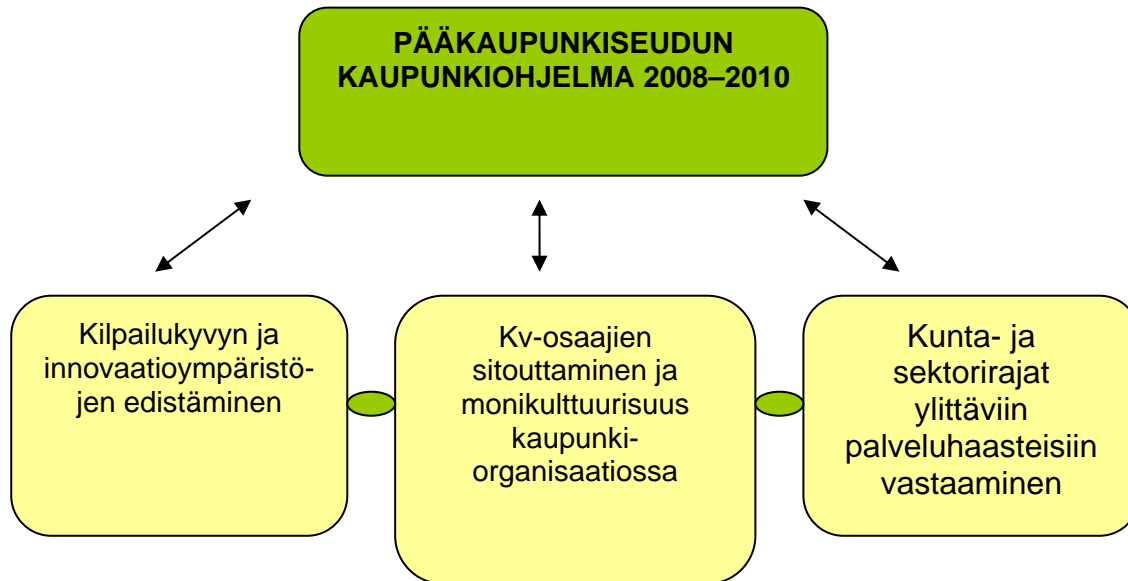 PÄÄKAUPUNKISEUDUN
KAUPUNKIOHJELMA 2008–2010
Kilpailukyvyn ja
innovaatioympäristö-
jen edistäminen
Kv-osaajien
sitouttaminen ja
monikulttuurisuus
kaupunki-
organisaatiossa
Kunta- ja
sektorirajat
ylittäviin
palveluhaasteisiin
vastaaminen